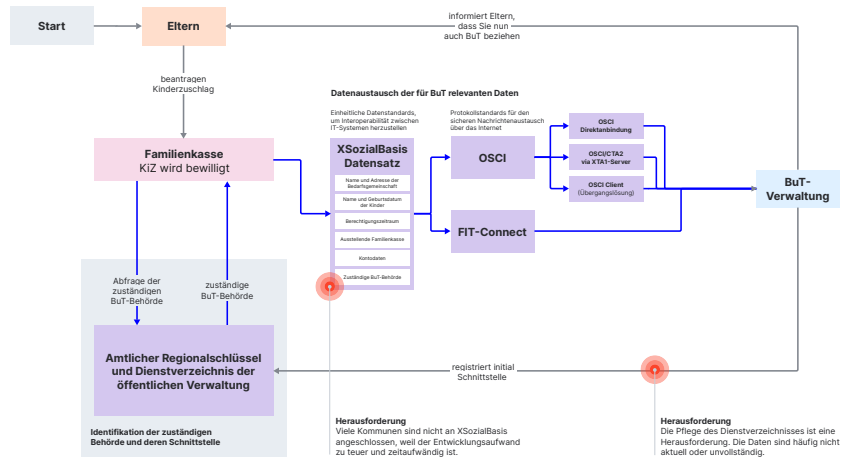 Start
Eltern
informiert Eltern,
dass Sie nun
auch BuT beziehen
beantragen
Kinderzuschlag
Datenaustausch der für BuT relevanten Daten
Einheitliche Datenstandards,
um Interoperabilität zwischen
IT-Systemen herzustellen
Protokollstandards für den
sicheren Nachrichtenaustausch
über das Internet
Familienkasse
KiZ wird bewilligt
XSozialBasis
Datensatz
Name und Adresse der
Bedarfsgemeinschaft
Name und Geburtsdatum
der Kinder
Berechtigungszeitraum
Ausstellende Familienkasse
Kontodaten
Zuständige BuT-Behörde
OSCI
FIT-Connect
OSCI
Direktanbindung
OSCI/CTA2
via XTA1-Server
OSCI Client
(Übergangslösung)
BuT-
Verwaltung
Abfrage der
zuständigen
BuT-Behörde
zuständige
BuT-Behörde
Amtlicher Regionalschlüssel
und Dienstverzeichnis der
öffentlichen Verwaltung
Identifikation der zuständigen
Behörde und deren Schnittstelle
registriert initial
Schnittstelle
Herausforderung
Viele Kommunen sind nicht an XSozialBasis
angeschlossen, weil der Entwicklungsaufwand
zu teuer und zeitaufwändig ist.
Herausforderung
Die Pflege des Dienstverzeichnisses ist eine
Herausforderung. Die Daten sind häufig nicht
aktuell oder unvollständig.